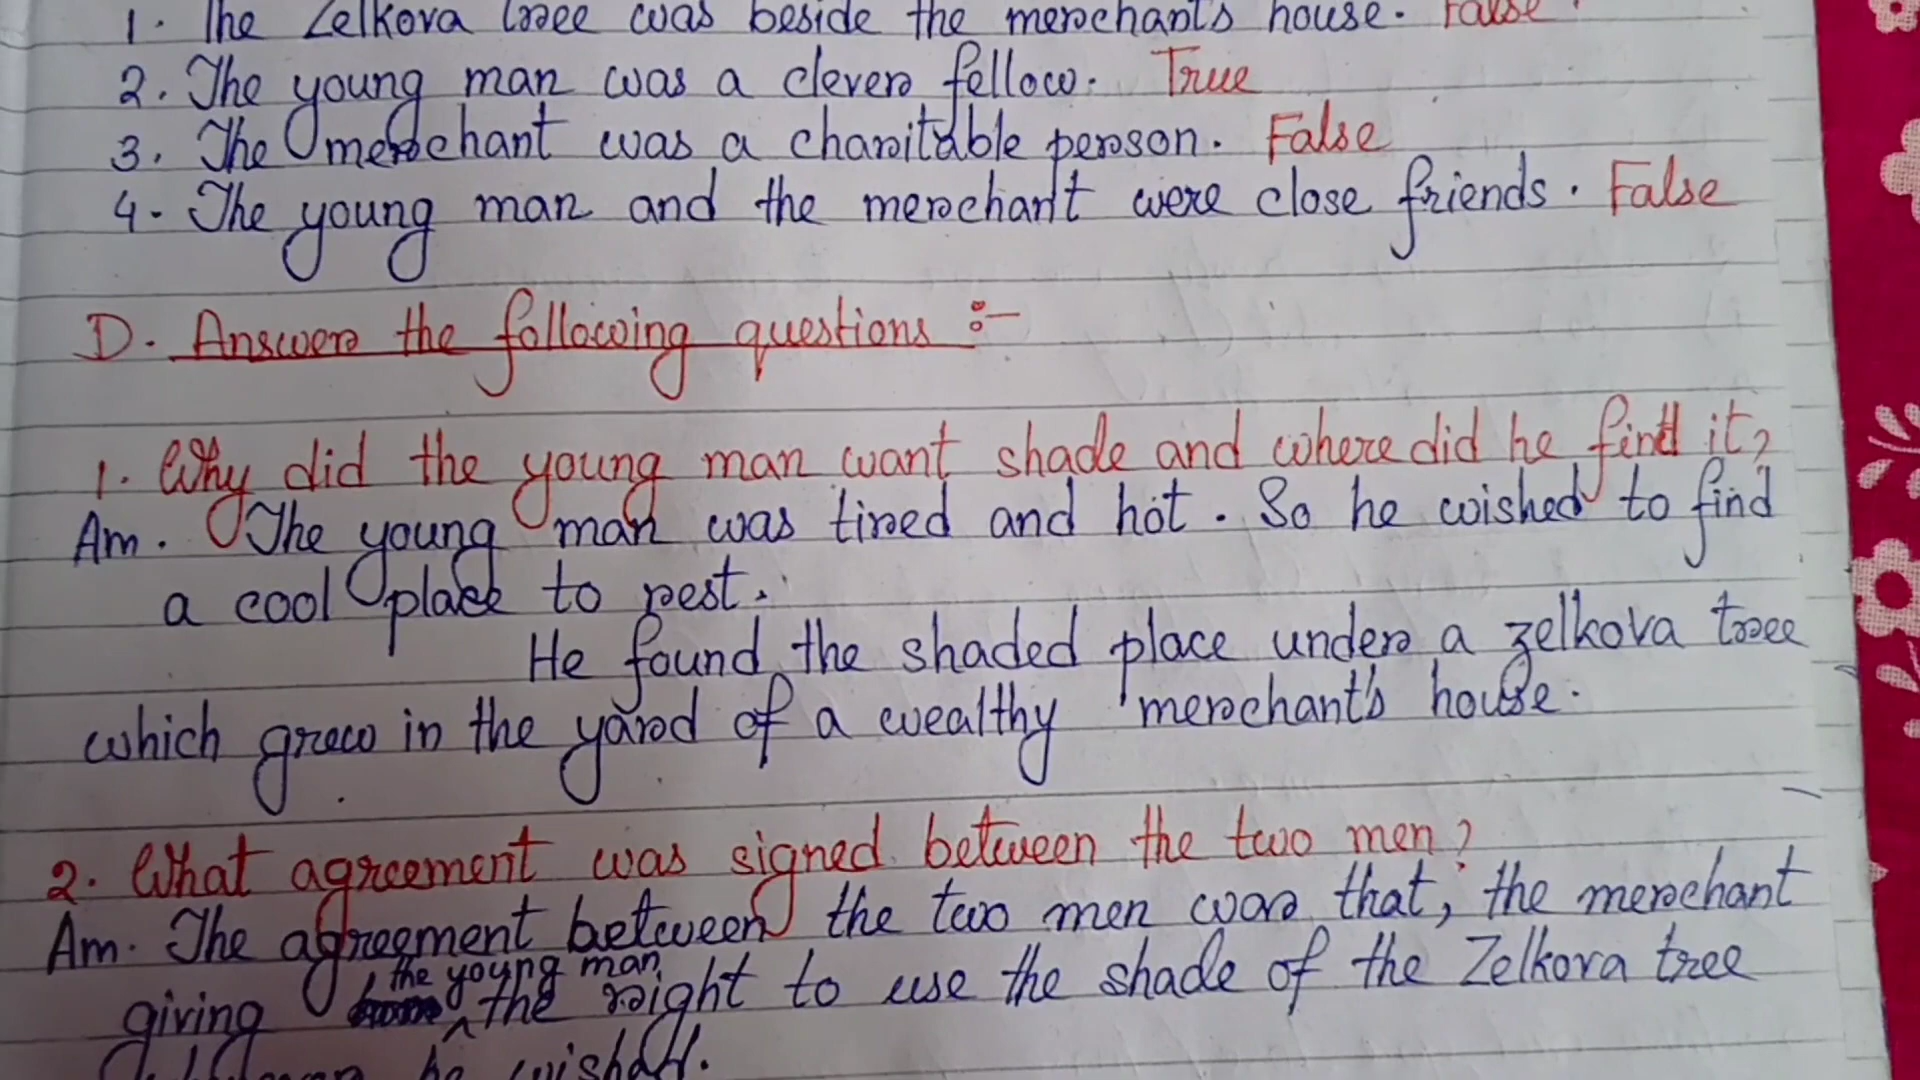 1. The Zelkova tree was beside the merchant's house. False.
2. The young man was a clever fellow. True
3. The merchant was a charitable person. False
4. The young man and the merchant were close friends. False
D. Answer the following questions :-
1. Why did the young man want shade and where did he find it?
Ans. The young man was tired and hot. So he wished to find
a cool place to rest.
He found the shaded place under a zelkova tree
which grew in the yard of a wealthy merchant's house.
2. What agreement was signed between the two men?
Ans. The agreement between the two men was that, the merchant
the young man
giving the right to use the shade of the Zelkova tree
he wished.